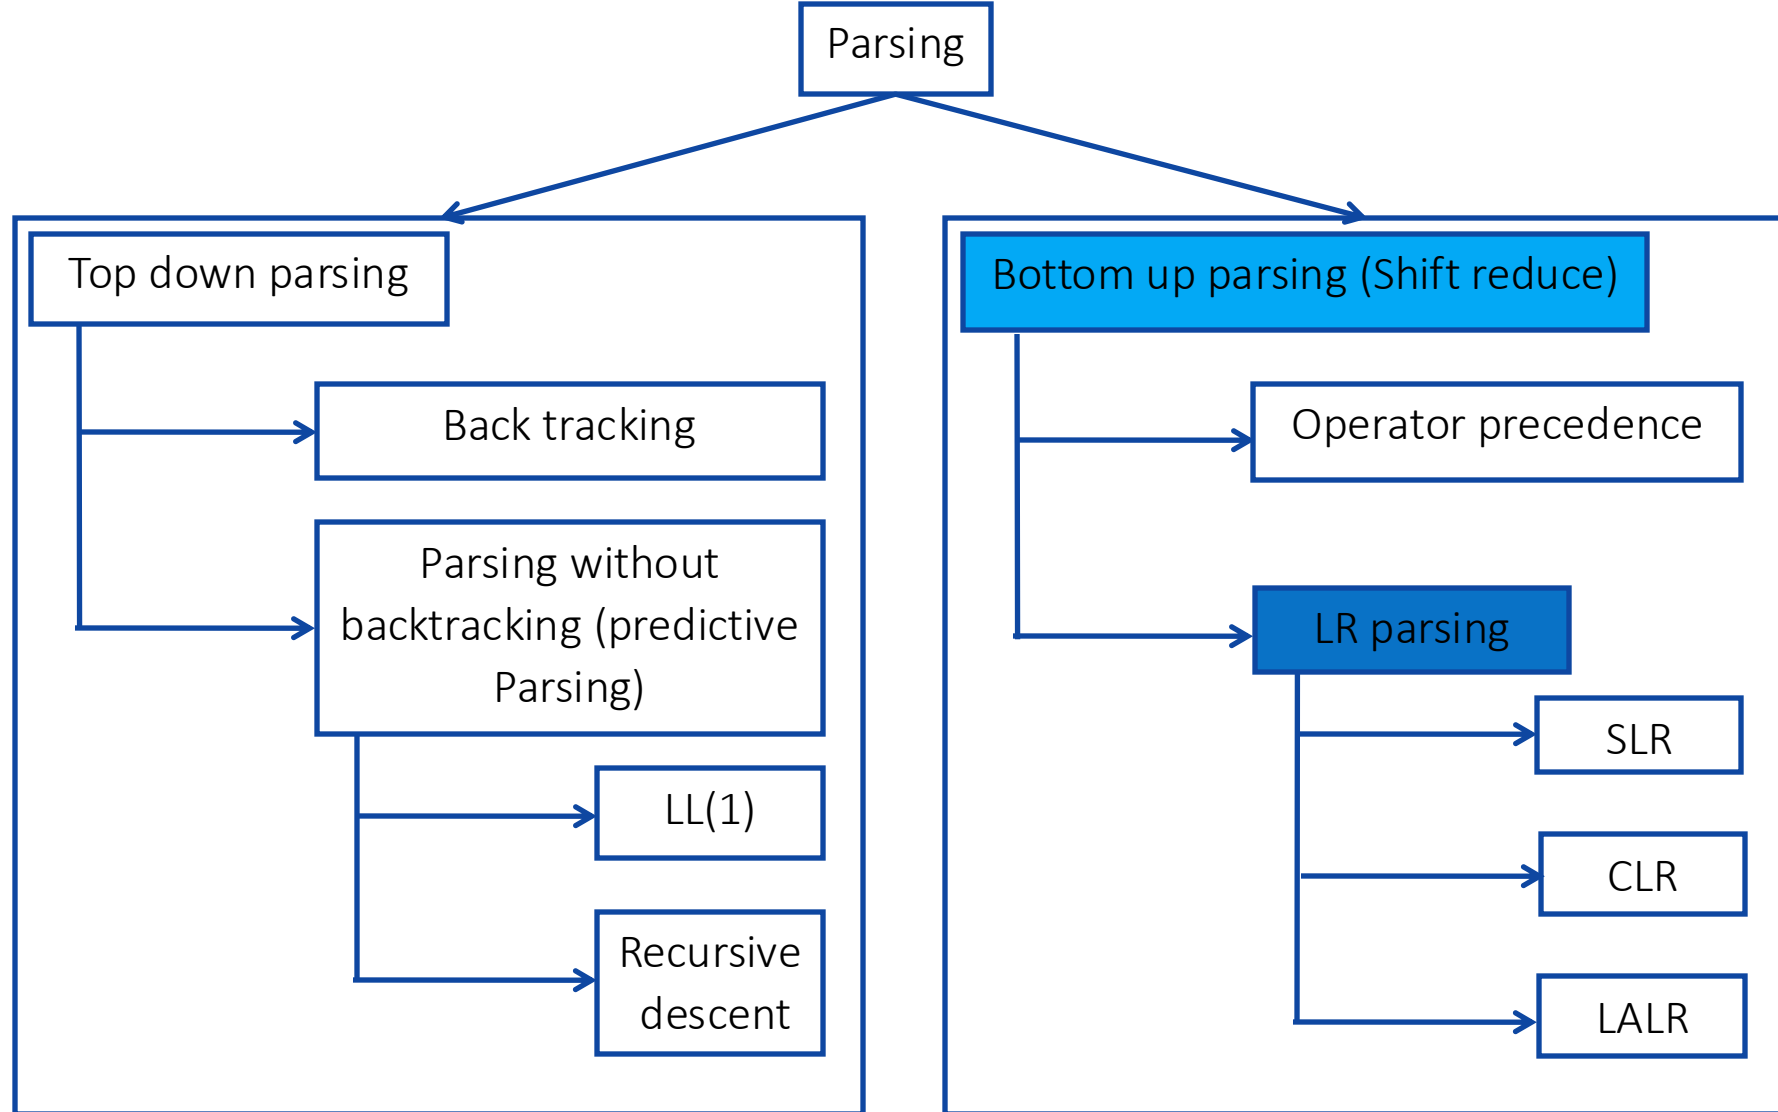 Parsing
Top down parsing
Back tracking
Parsing without
backtracking (predictive
Parsing)
LL(1)
Recursive
descent
Bottom up parsing (Shift reduce)
Operator precedence
LR parsing
SLR
CLR
LALR